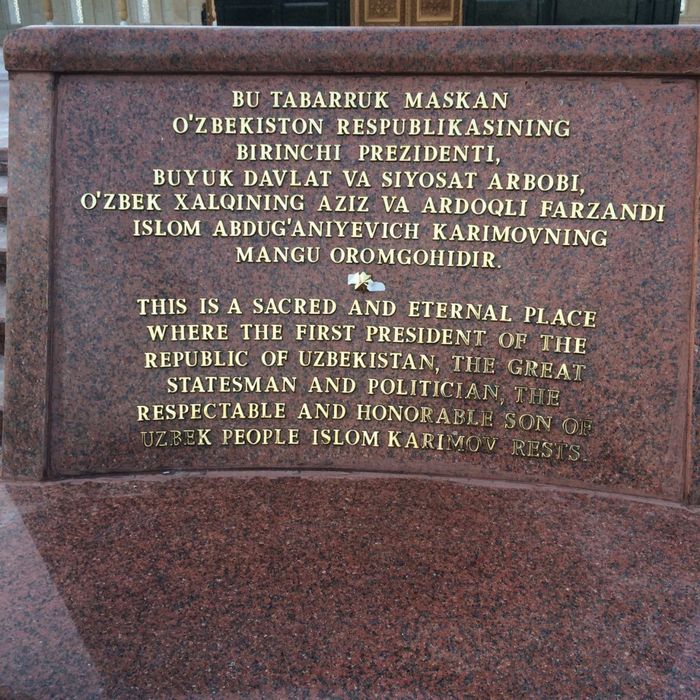 BU TABARRUK MASKAN
O'ZBEKISTON RESPUBLIKASINING
BIRINCHI PREZIDENTI,
BUYUK DAVLAT VA SIYOSAT ARBOBI,
O'ZBEK XALQINING AZIZ VA ARDOQLI FARZANDI
ISLOM ABDUG'ANIYEVICH KARIMOVNING
MANGU OROMGOHIDIR.
THIS IS A SACRED AND ETERNAL PLACE
WHERE THE FIRST PRESIDENT OF THE
REPUBLIC OF UZBEKISTAN, THE GREAT
STATESMAN AND POLITICIAN, THE
RESPECTABLE AND HONORABLE SON OF
UZBEK PEOPLE ISLOM KARIMOV RESTS.